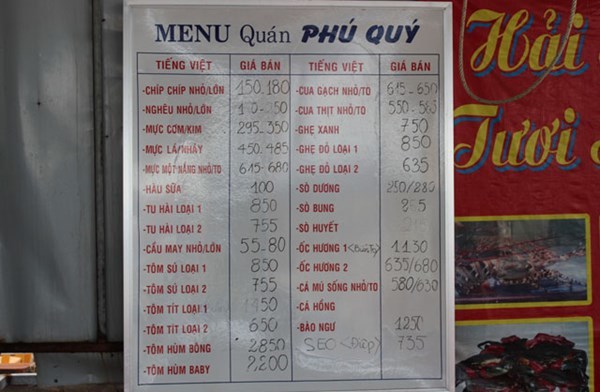 MENU Quán PHÚ QUÝ
TIẾNG VIỆT GIÁ BÁN TIẾNG VIỆT GIÁ BÁN
-CHÍP CHÍP NHỎ/LỚN 150.180 -CUA GẠCH NHỎ/TO 615-650
-NGHÊU NHỎ/LỚN -CUA THỊT NHỎ/TO 550-
-MỰC CƠM/KIM 295-350 -GHẸ XANH 750
-MỰC LÁ/NHẢY 450.485 -GHẸ ĐỎ LOẠI 1 850
-MỰC MỘT NẮNG NHỎ/TO 615-680 -GHẸ ĐỎ LOẠI 2 635
-HÀU SỮA 100 -SÒ DƯƠNG 250/280
-TU HÀI LOẠI 1 850 -SÒ BUNG
-TU HÀI LOẠI 2 755 -SÒ HUYẾT
-CẦU MAY NHỎ/LỚN 55.80 -ỐC HƯƠNG 1 1130
-TÔM SÚ LOẠI 1 850 -ỐC HƯƠNG 2 635/680
-TÔM SÚ LOẠI 2 755 -CÁ MÚ SỐNG NHỎ/TO 580/630
-TÔM TÍT LOẠI 1 -CÁ HỒNG
-TÔM TÍT LOẠI 2 650 -BÀO NGƯ 1250
-TÔM HÙM BÔNG 2850 SEO 735
-TÔM HÙM BABY 2200
Hải
Tươi